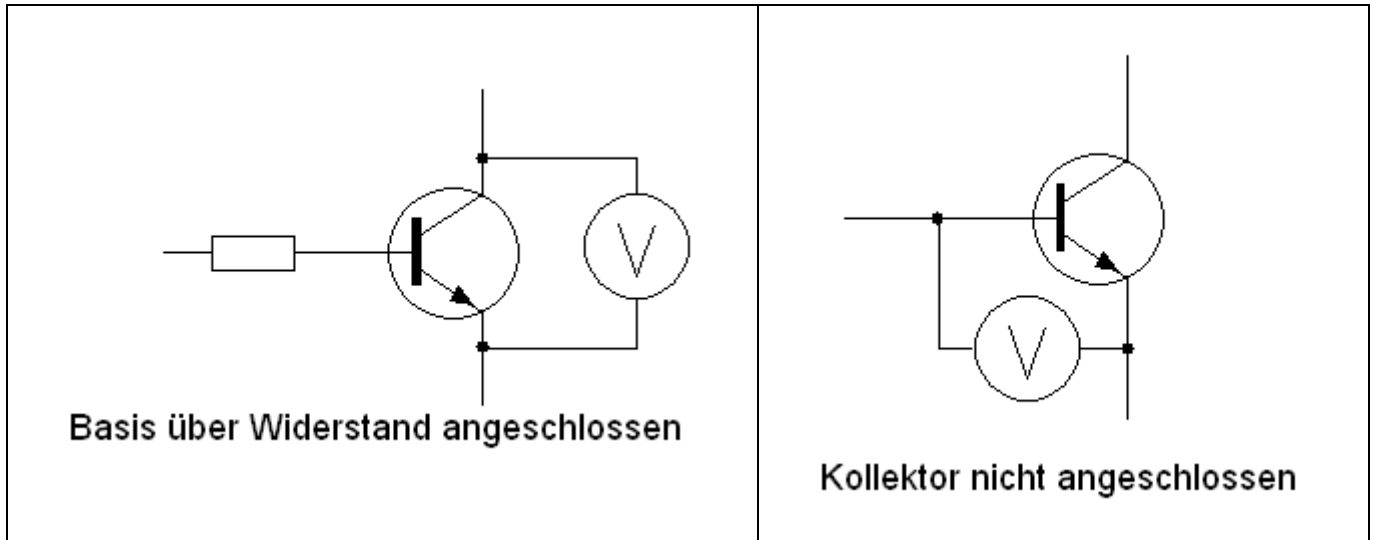 V
Basis über Widerstand angeschlossen
V
Kollektor nicht angeschlossen